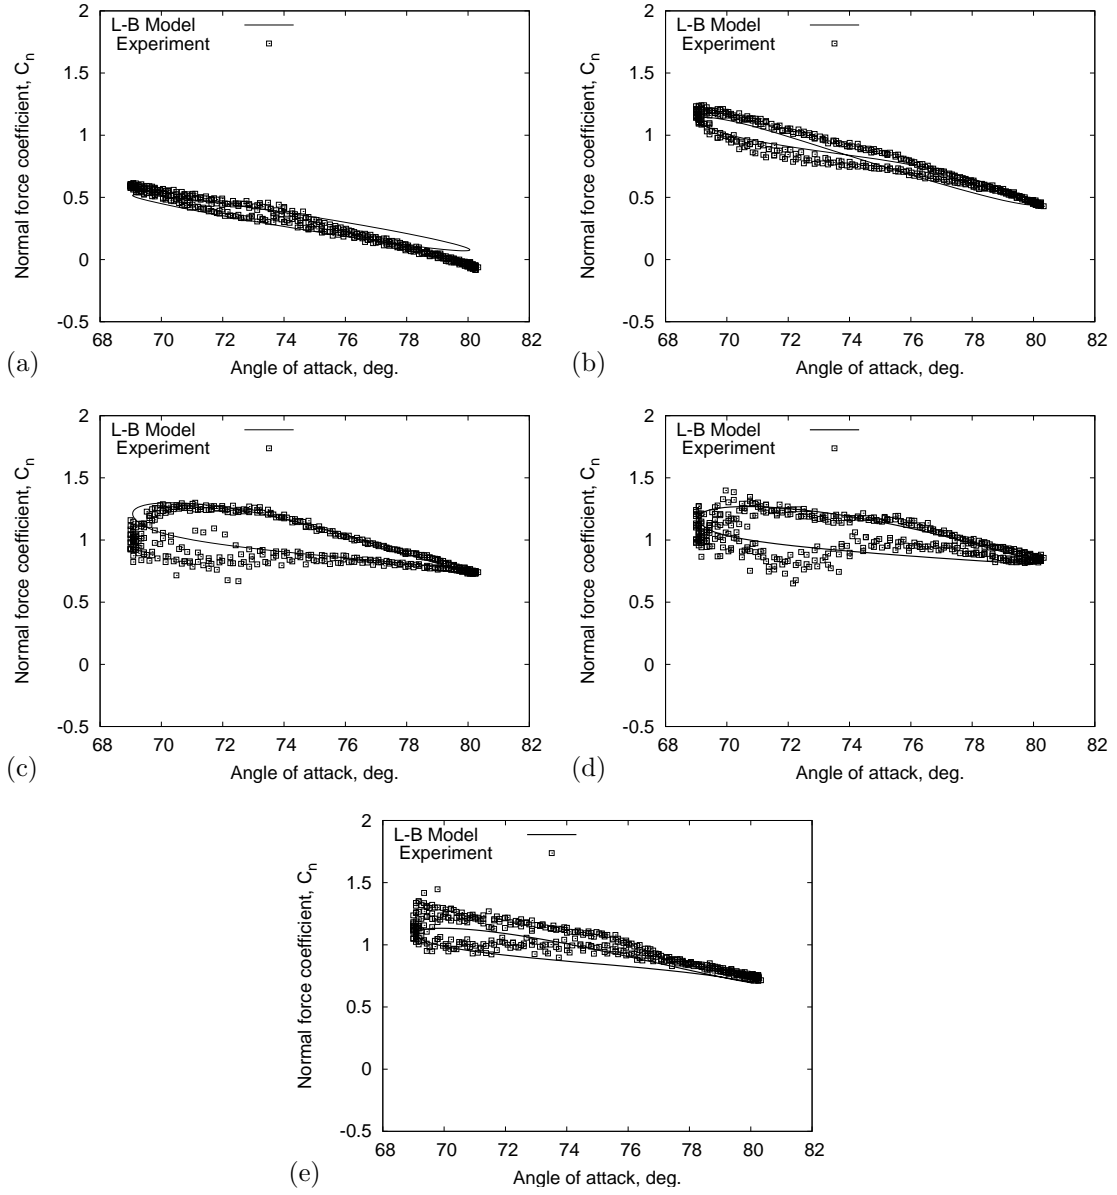 2
1.5
1
0.5
0
-0.5
L-B Model
Experiment
Normal force coefficient, Cn
68 70 72 74 76 78 80 82
Angle of attack, deg.
(a)
2
1.5
1
0.5
0
-0.5
L-B Model
Experiment
Normal force coefficient, Cn
68 70 72 74 76 78 80 82
Angle of attack, deg.
(b)
2
1.5
1
0.5
0
-0.5
L-B Model
Experiment
Normal force coefficient, Cn
68 70 72 74 76 78 80 82
Angle of attack, deg.
(c)
2
1.5
1
0.5
0
-0.5
L-B Model
Experiment
Normal force coefficient, Cn
68 70 72 74 76 78 80 82
Angle of attack, deg.
(d)
2
1.5
1
0.5
0
-0.5
L-B Model
Experiment
Normal force coefficient, Cn
68 70 72 74 76 78 80 82
Angle of attack, deg.
(e)